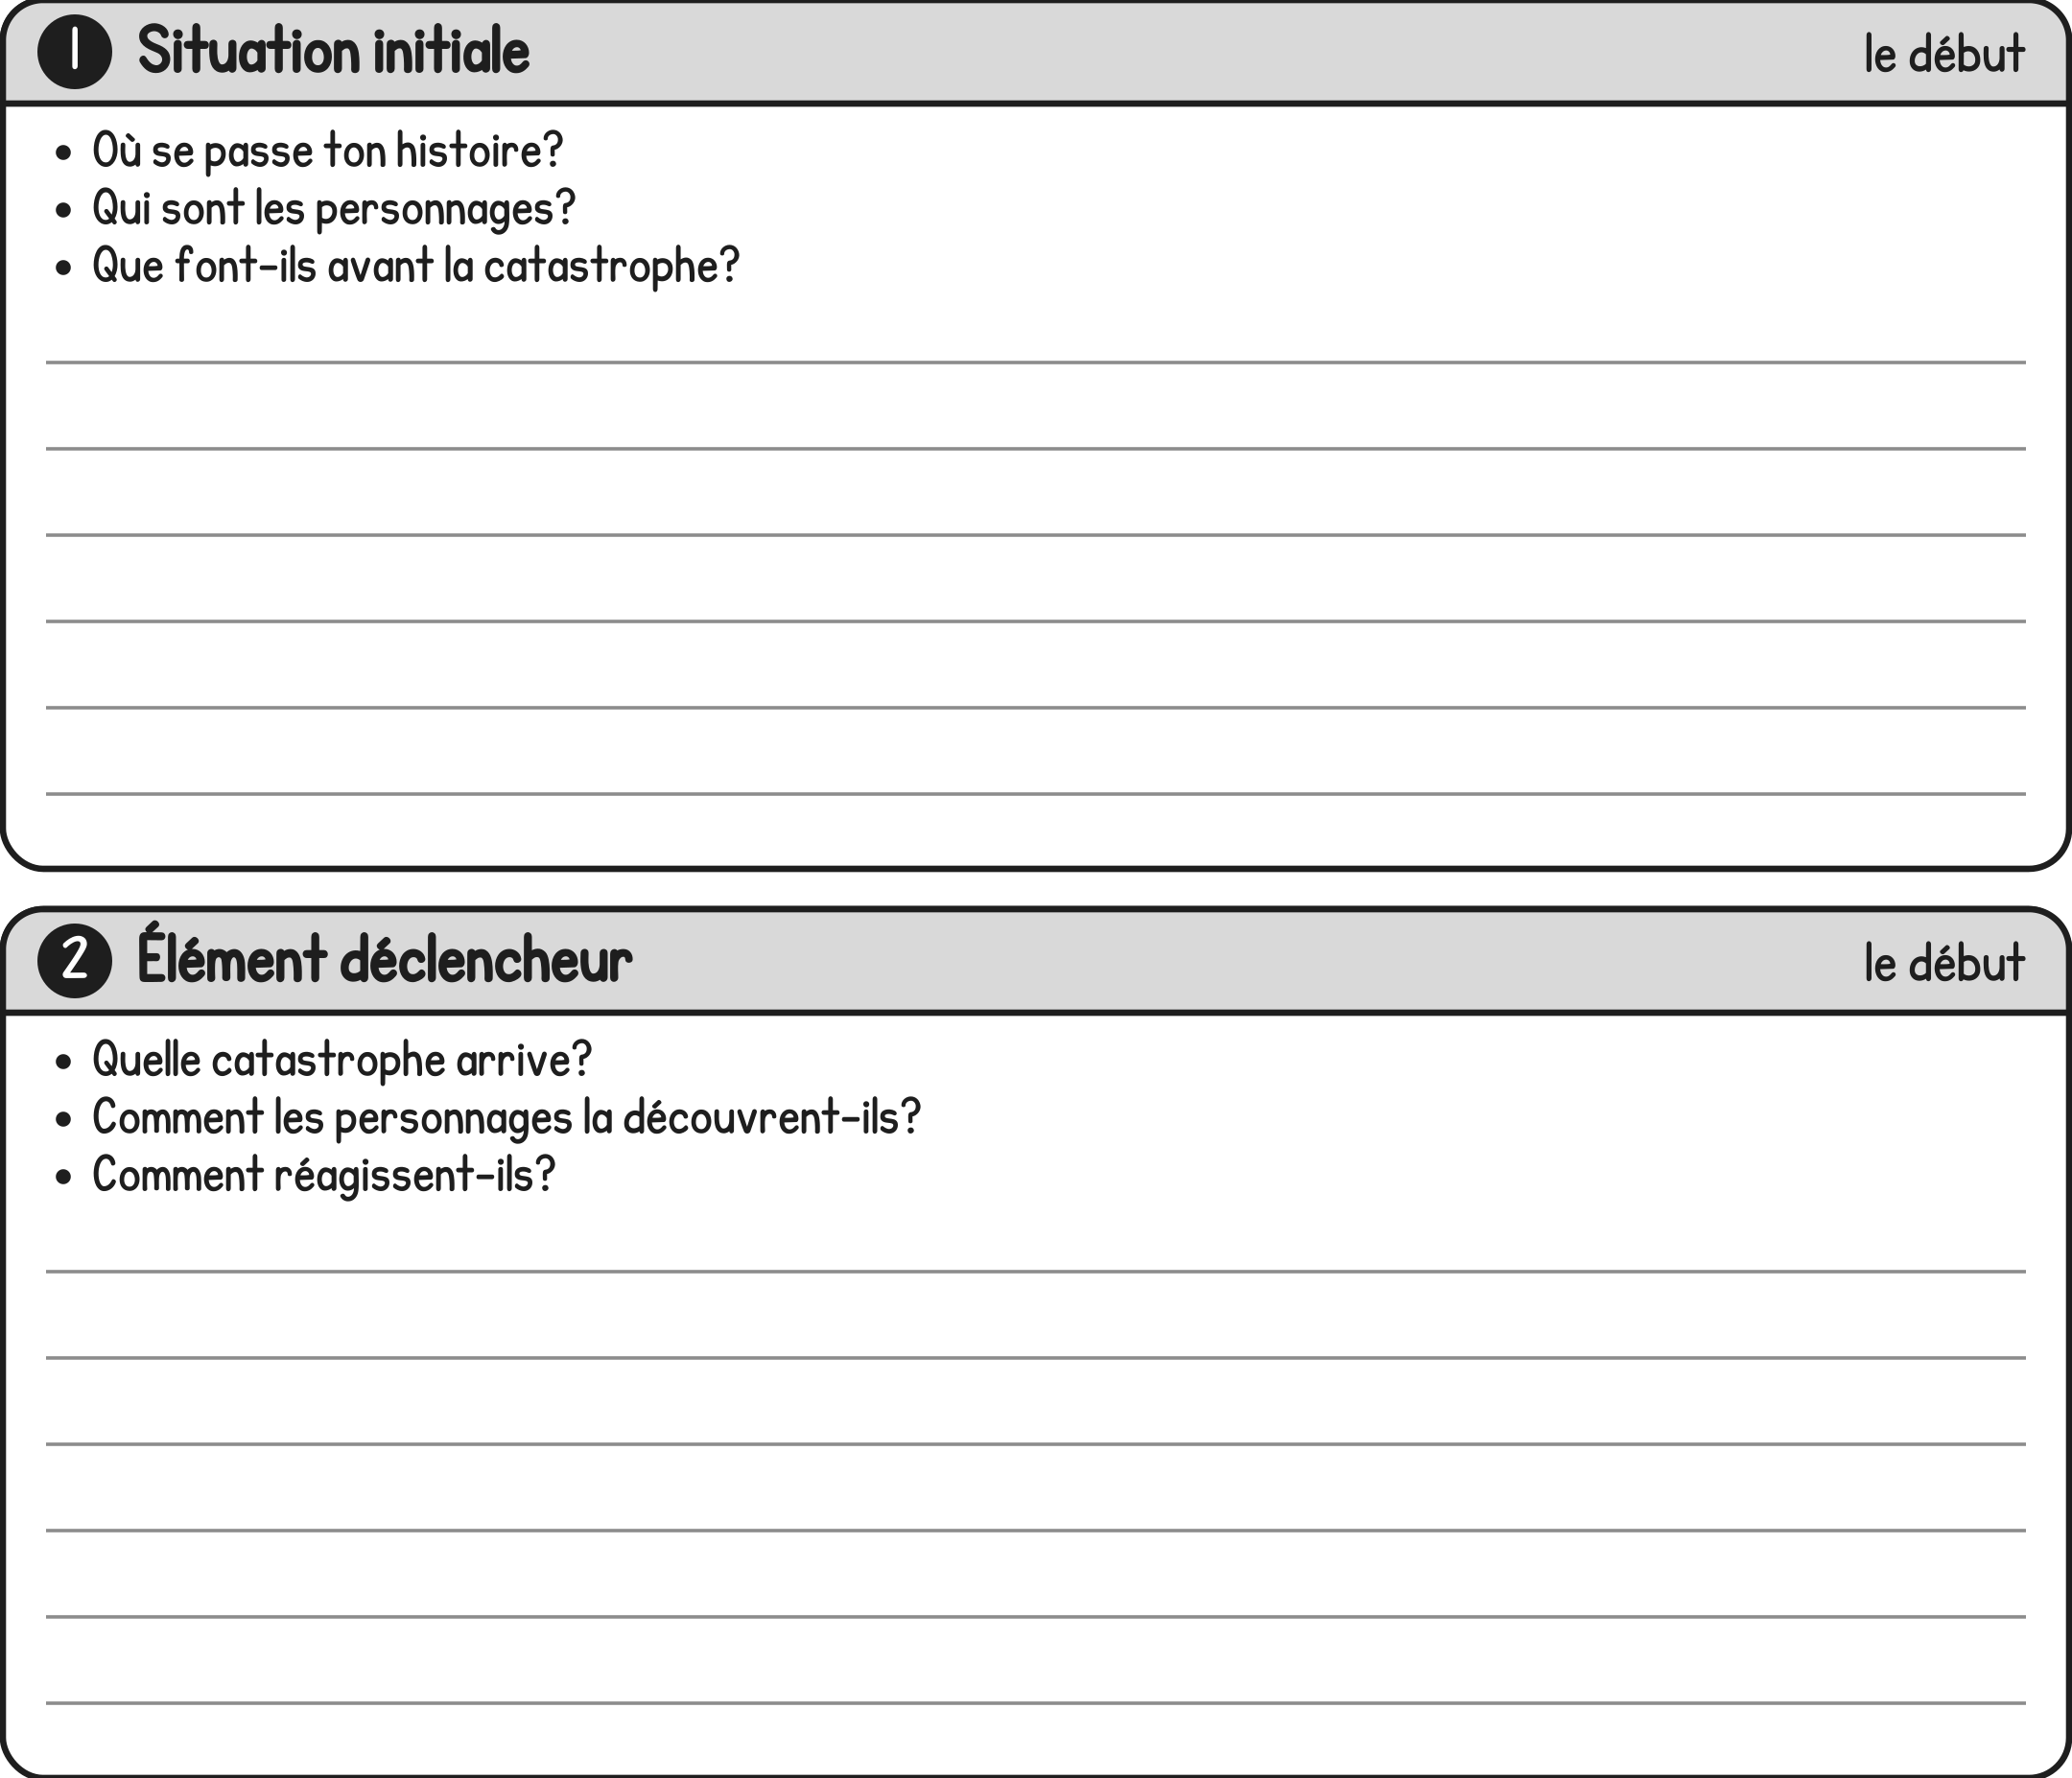 1 Situation initiale le début
• Où se passe ton histoire?
• Qui sont les personnages?
• Que font-ils avant la catastrophe?
2 Élément déclencheur le début
• Quelle catastrophe arrive?
• Comment les personnages la découvrent-ils?
• Comment réagissent-ils?